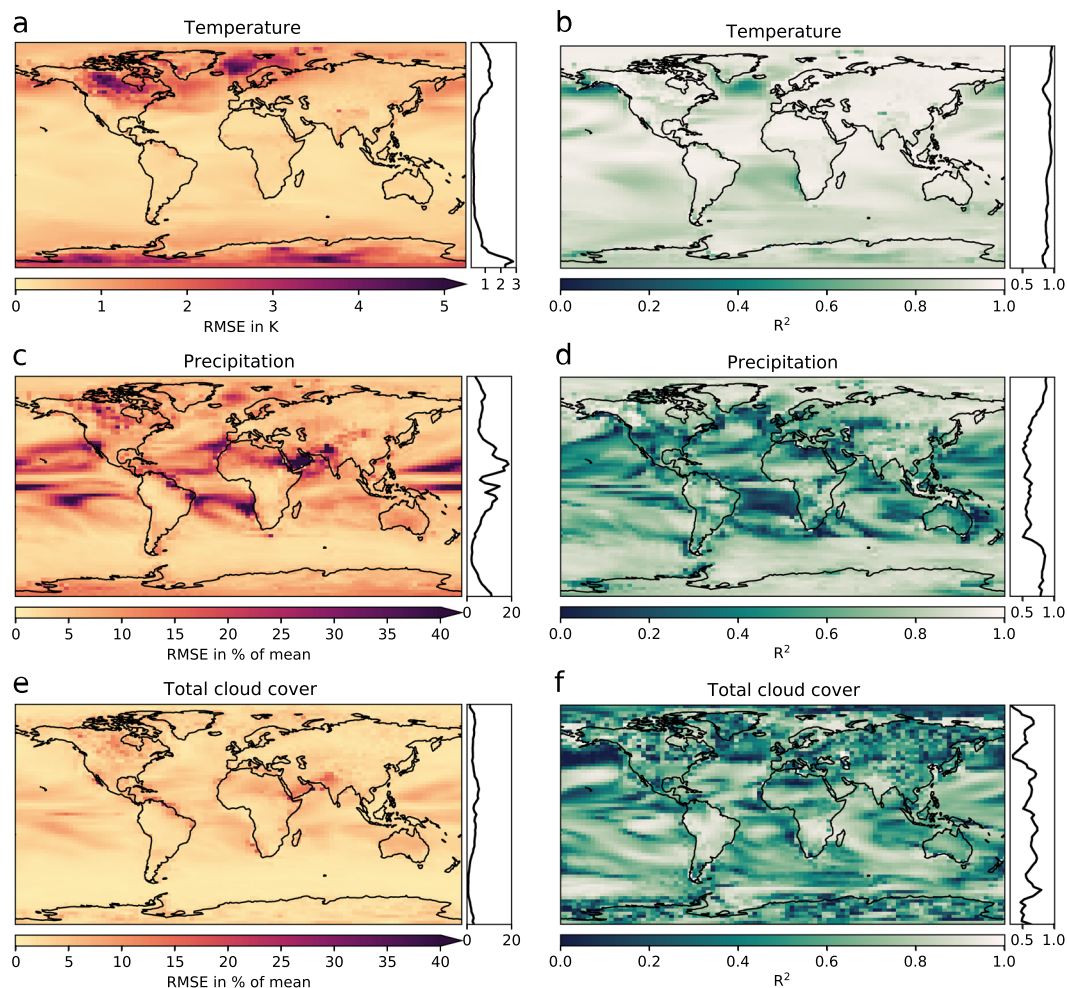 a
Temperature
0 1 2 3 4 5
RMSE in K
1 2 3
b
Temperature
0.0 0.2 0.4 0.6 0.8 1.0
R²
0.5 1.0
c
Precipitation
0 5 10 15 20 25 30 35 40
RMSE in % of mean
0 20
d
Precipitation
0.0 0.2 0.4 0.6 0.8 1.0
R²
0.5 1.0
e
Total cloud cover
0 5 10 15 20 25 30 35 40
RMSE in % of mean
0 20
f
Total cloud cover
0.0 0.2 0.4 0.6 0.8 1.0
R²
0.5 1.0